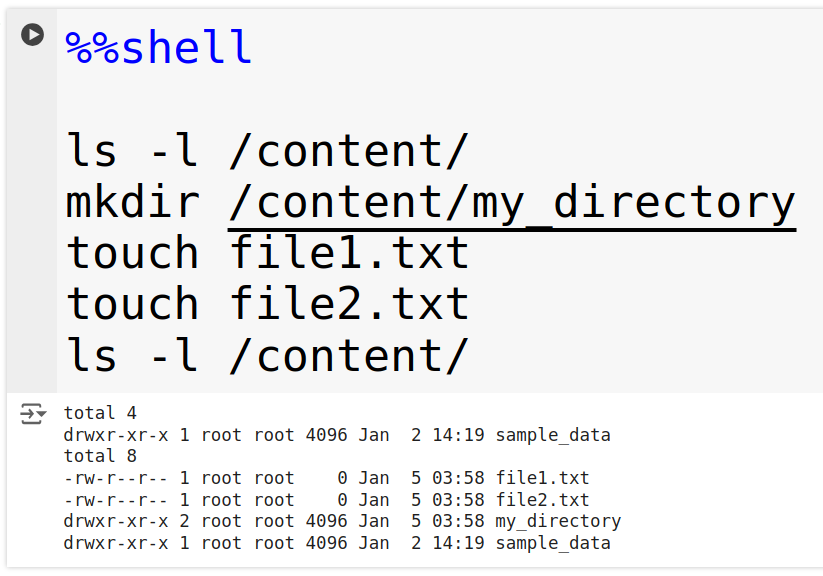 %%shell
ls -l /content/
mkdir /content/my_directory
touch file1.txt
touch file2.txt
ls -l /content/
total 4
drwxr-xr-x 1 root root 4096 Jan  2 14:19 sample_data
total 8
-rw-r--r-- 1 root root    0 Jan  5 03:58 file1.txt
-rw-r--r-- 1 root root    0 Jan  5 03:58 file2.txt
drwxr-xr-x 2 root root 4096 Jan  5 03:58 my_directory
drwxr-xr-x 1 root root 4096 Jan  2 14:19 sample_data